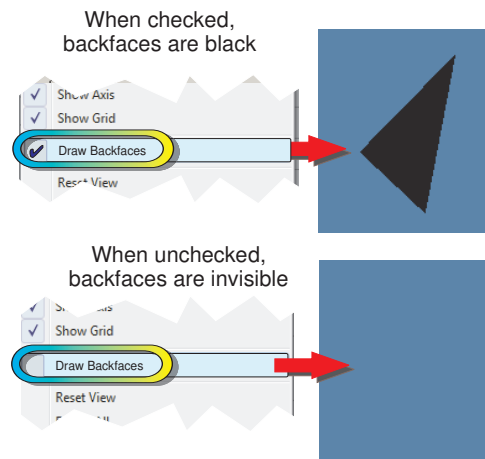 When checked,
backfaces are black
Show Axis
Show Grid
Draw Backfaces
Reset View
When unchecked,
backfaces are invisible
Show Grid
Draw Backfaces
Reset View